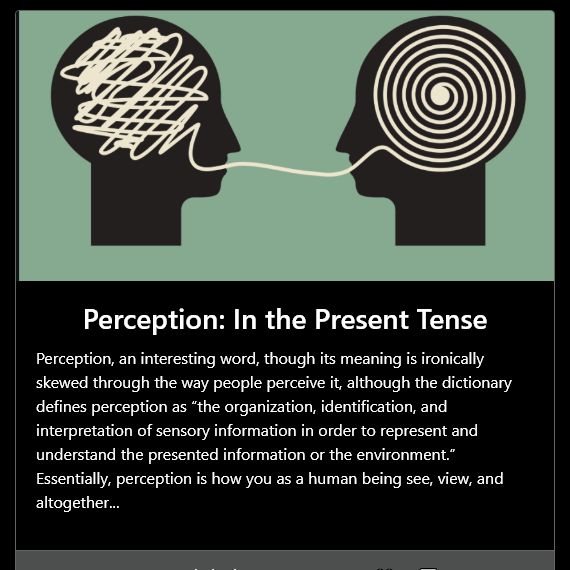 Perception: In the Present Tense
Perception, an interesting word, though its meaning is ironically
skewed through the way people perceive it, although the dictionary
defines perception as “the organization, identification, and
interpretation of sensory information in order to represent and
understand the presented information or the environment.”
Essentially, perception is how you as a human being see, view, and
altogether...